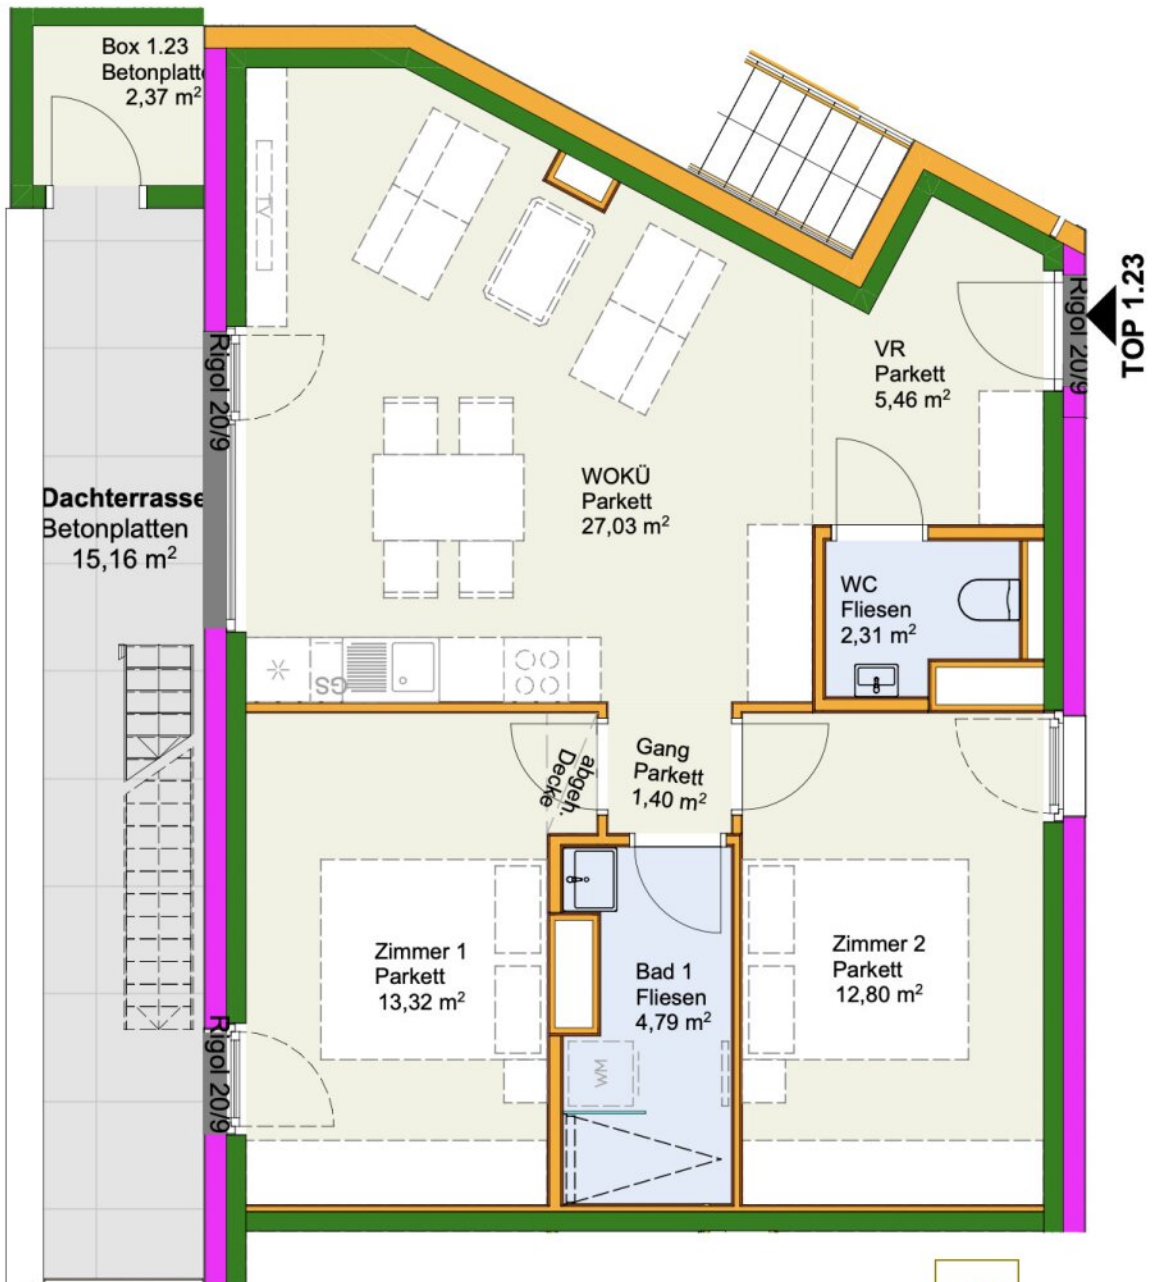 Box 1.23
Betonplatte
2,37 m²
TV
Rigol 20/9
TOP 1.23
VR
Parkett
5,46 m²
Rigol 20/9
WOKÜ
Parkett
27,03 m²
Dachterrasse
Betonplatten
15,16 m²
WC
Fliesen
2,31 m²
GS
abgeh.
Decke
Gang
Parkett
1,40 m²
Zimmer 1
Parkett
13,32 m²
Bad 1
Fliesen
4,79 m²
Zimmer 2
Parkett
12,80 m²
WM
Rigol 20/9